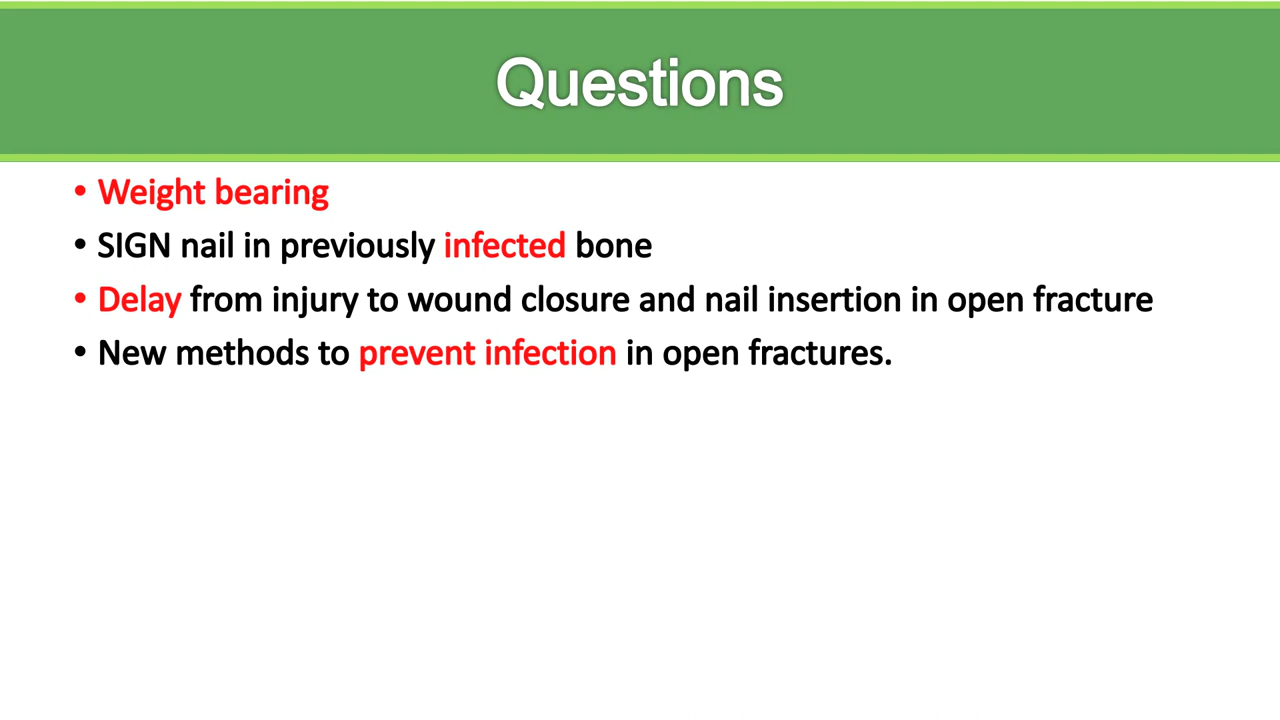 Questions
• Weight bearing
• SIGN nail in previously infected bone
• Delay from injury to wound closure and nail insertion in open fracture
• New methods to prevent infection in open fractures.